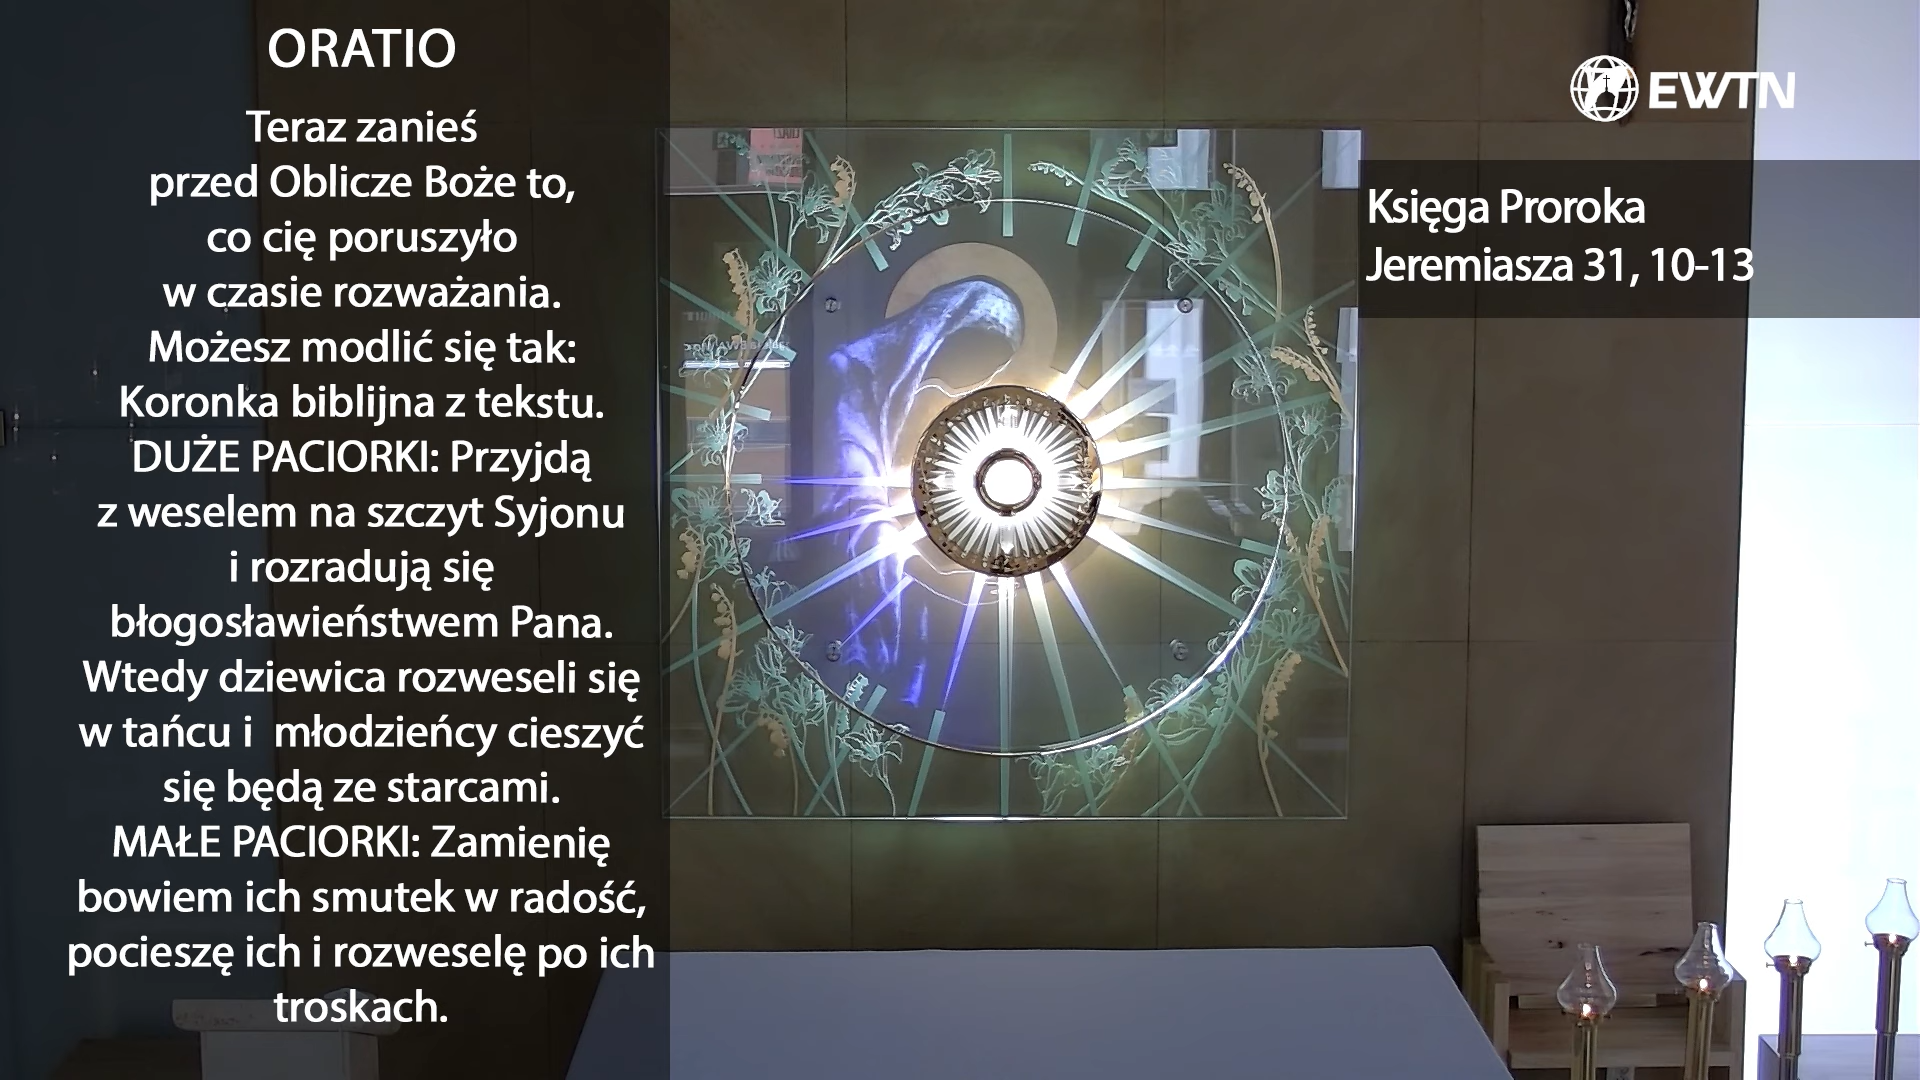 ORATIO
Teraz zanieś
przed Oblicze Boże to,
co cię poruszyło
w czasie rozważania.
Możesz modlić się tak:
Koronka biblijna z tekstu.
DUŻE PACIORKI: Przyjdą
z weselem na szczyt Syjonu
i rozradują się
błogosławieństwem Pana.
Wtedy dziewica rozweseli się
w tańcu i  młodzieńcy cieszyć
się będą ze starcami.
MAŁE PACIORKI: Zamienię
bowiem ich smutek w radość,
pocieszę ich i rozweselę po ich
troskach.
EWTN
Księga Proroka
Jeremiasza 31, 10-13